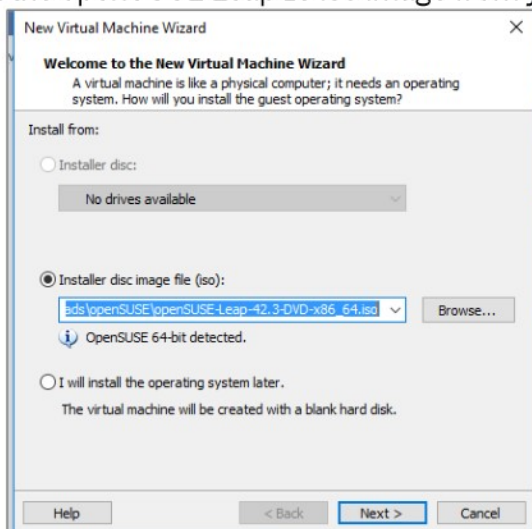 New Virtual Machine Wizard
Welcome to the New Virtual Machine Wizard
A virtual machine is like a physical computer; it needs an operating
system. How will you install the guest operating system?
Install from:
Installer disc:
No drives available
Installer disc image file (iso):
ads\openSUSE\openSUSE-Leap-42.3-DVD-x86_64.iso
Browse...
OpenSUSE 64-bit detected.
I will install the operating system later.
The virtual machine will be created with a blank hard disk.
Help
< Back
Next >
Cancel